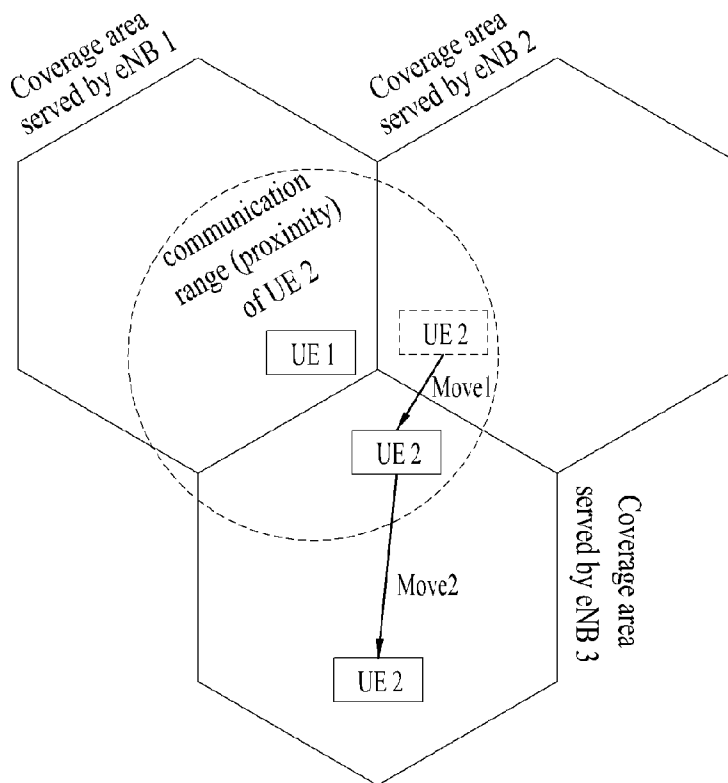 Coverage area
served by eNB 1
Coverage area
served by eNB 2
communication
range (proximity)
of UE 2
UE 1
UE 2
Move1
UE 2
Move2
UE 2
Coverage area
served by eNB 3